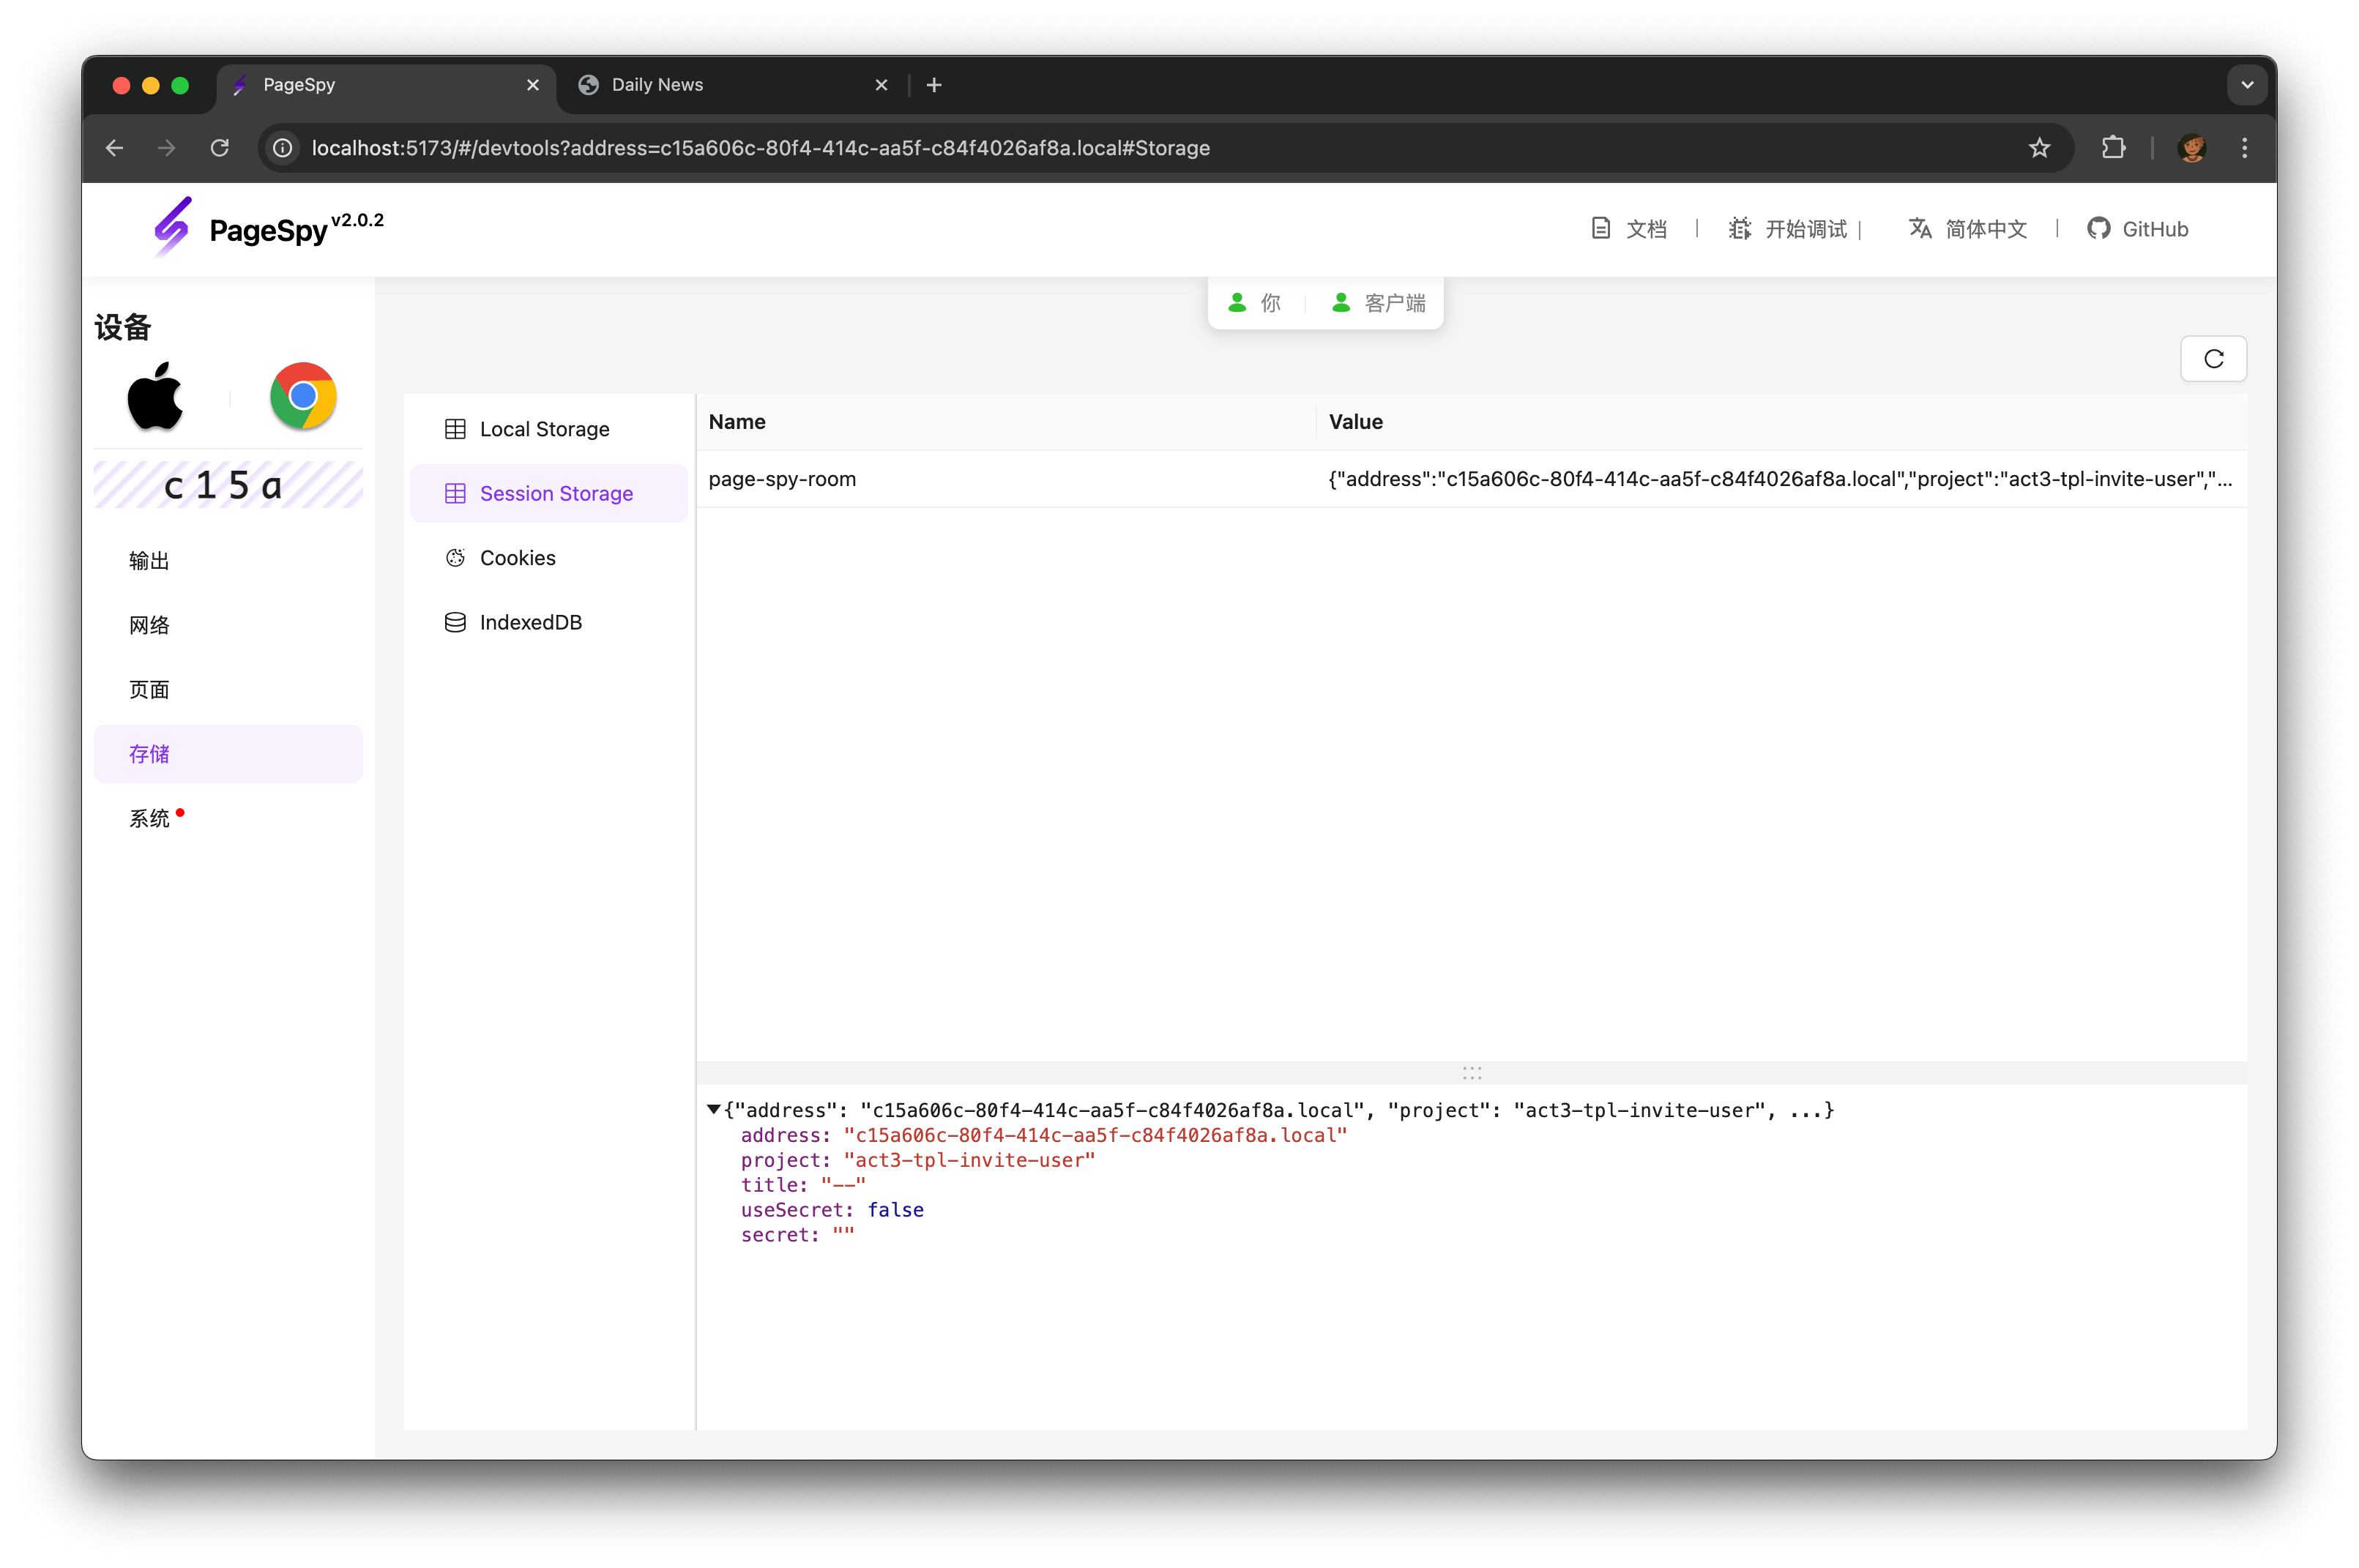 PageSpy
Daily News
localhost:5173/#/devtools?address=c15a606c-80f4-414c-aa5f-c84f4026af8a.local#Storage
PageSpy v2.0.2
文档
开始调试
简体中文
GitHub
你
客户端
设备
c15a
输出
网络
页面
存储
系统
Local Storage
Session Storage
Cookies
IndexedDB
Name
Value
page-spy-room
{"address":"c15a606c-80f4-414c-aa5f-c84f4026af8a.local","project":"act3-tpl-invite-user","...
{"address": "c15a606c-80f4-414c-aa5f-c84f4026af8a.local", "project": "act3-tpl-invite-user", ...}
address: "c15a606c-80f4-414c-aa5f-c84f4026af8a.local"
project: "act3-tpl-invite-user"
title: "--"
useSecret: false
secret: ""